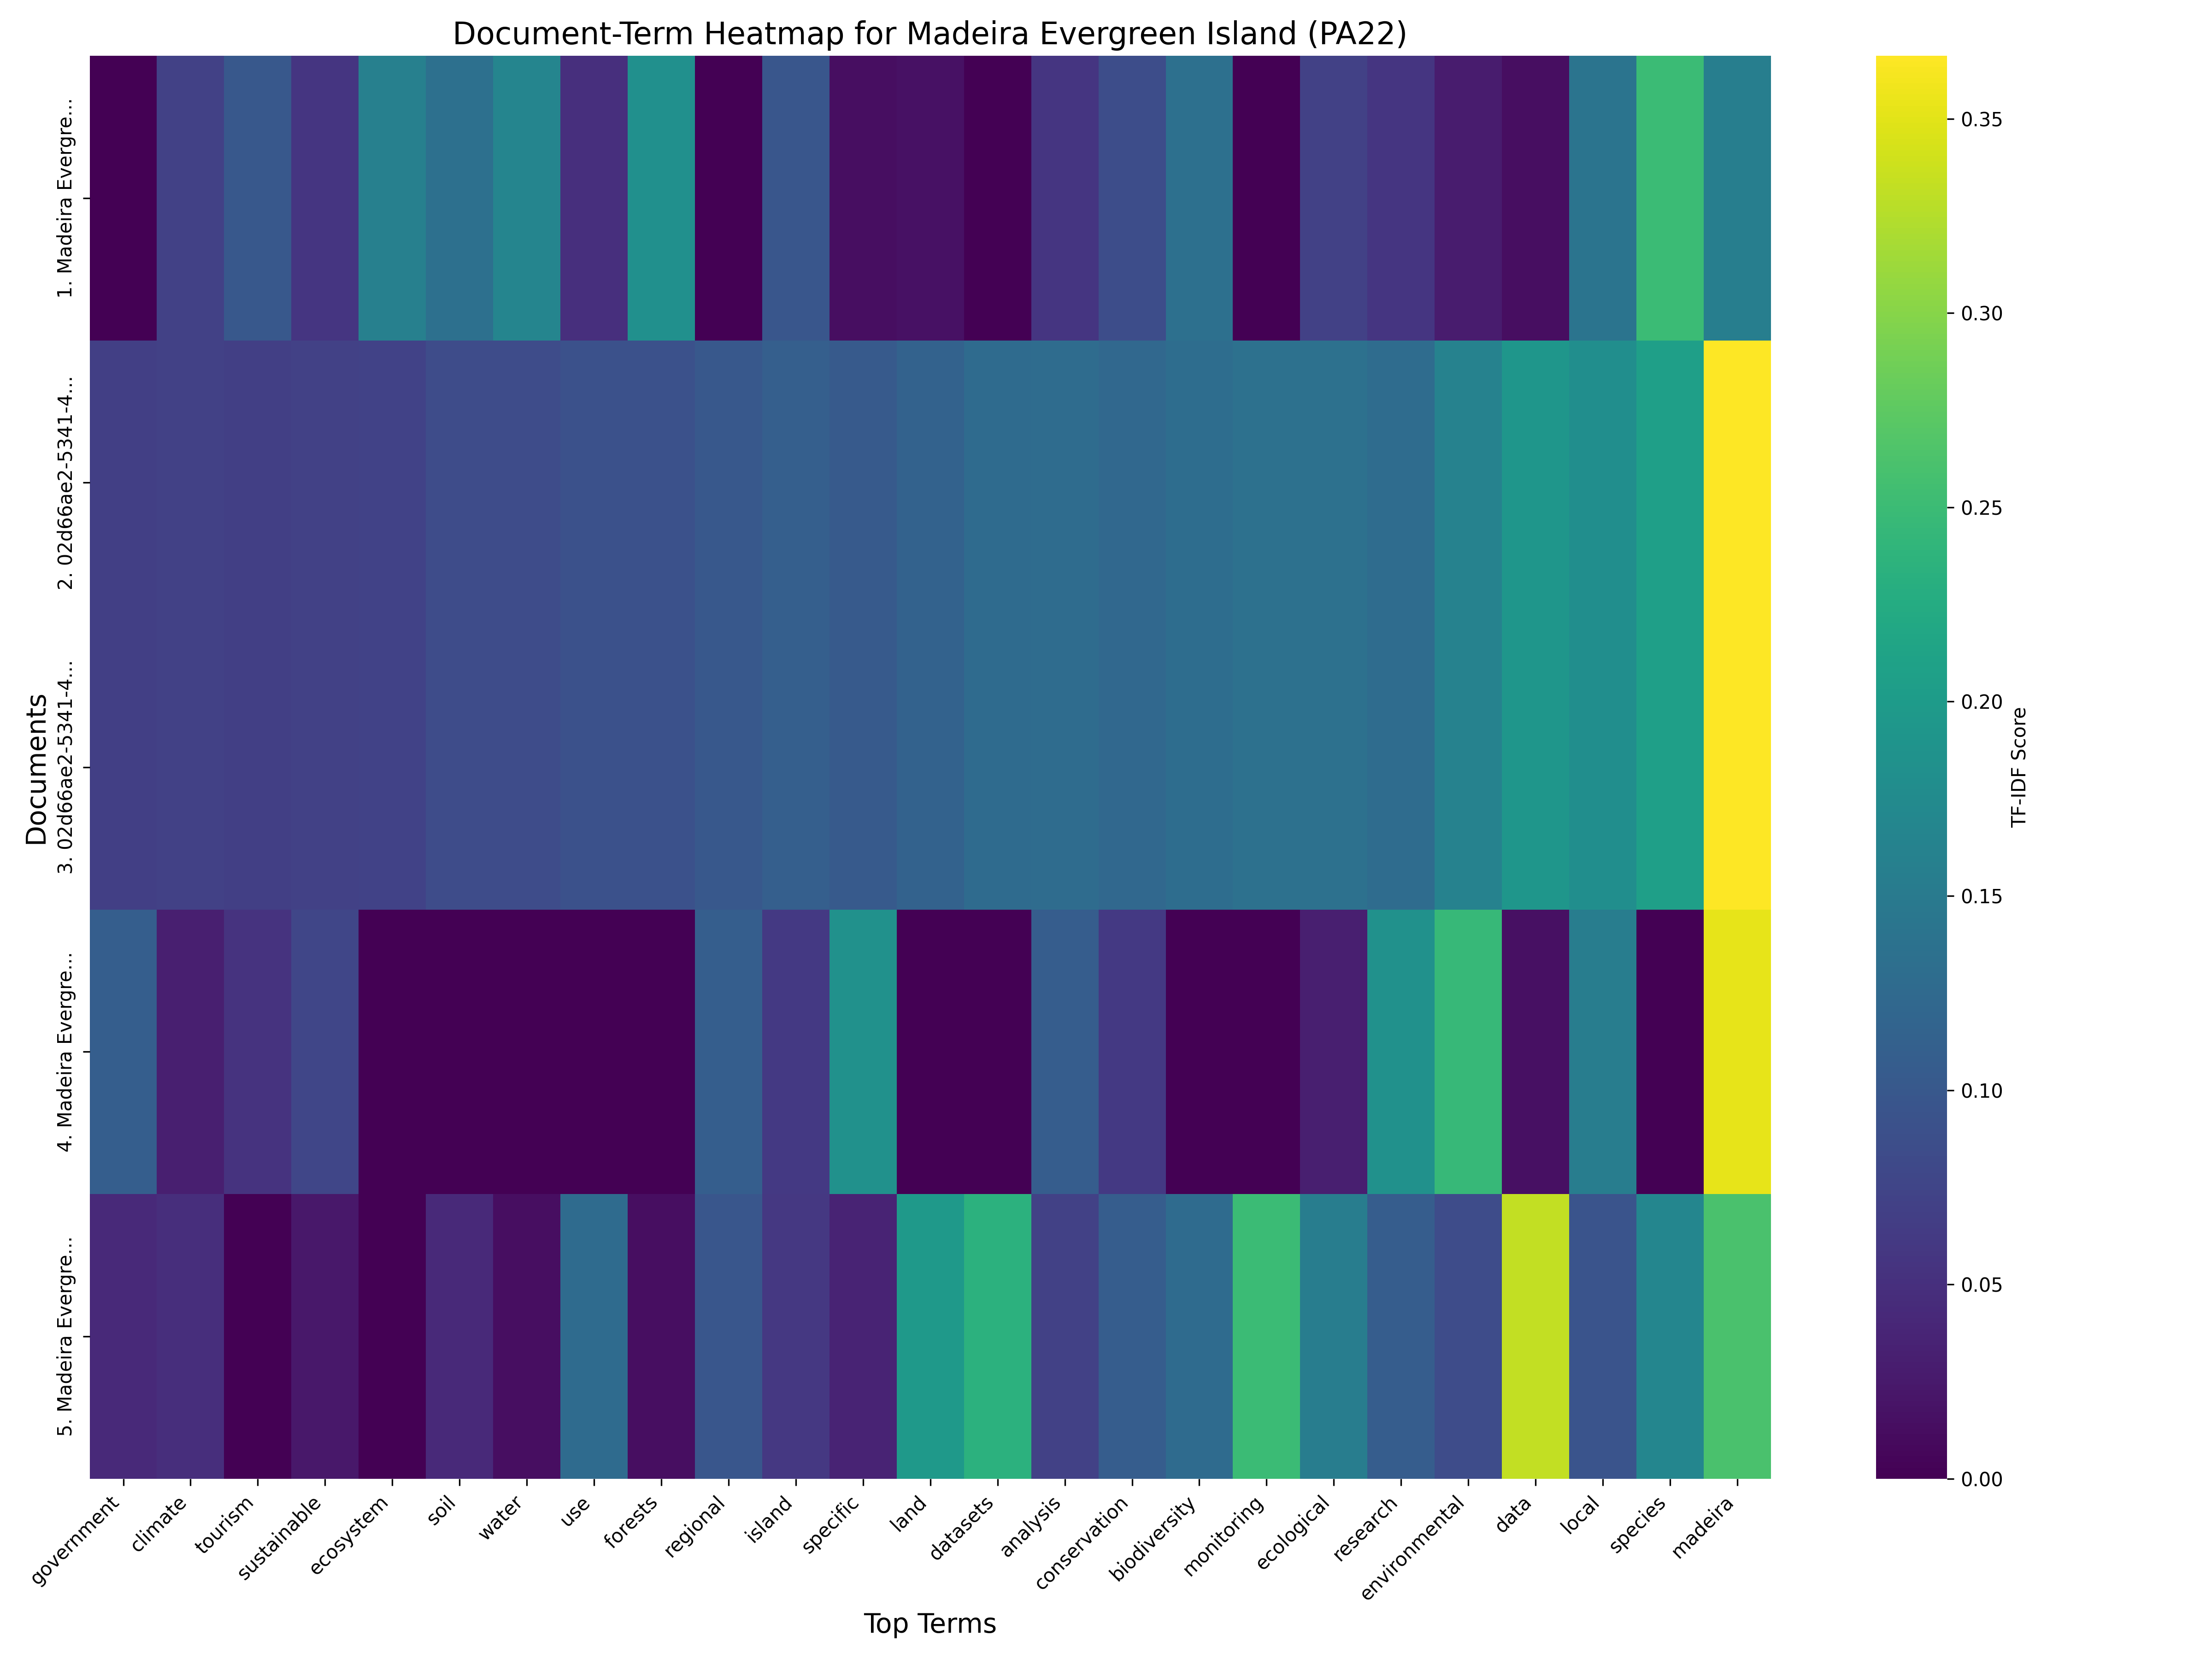 Document-Term Heatmap for Madeira Evergreen Island (PA22)
Documents
1. Madeira Evergre...
2. 02d66ae2-5341-4...
3. 02d66ae2-5341-4...
4. Madeira Evergre...
5. Madeira Evergre...
government
climate
tourism
sustainable
ecosystem
soil
water
use
forests
regional
island
specific
land
datasets
analysis
conservation
biodiversity
monitoring
ecological
research
environmental
data
local
species
madeira
Top Terms
0.35
0.30
0.25
0.20
0.15
0.10
0.05
0.00
TF-IDF Score